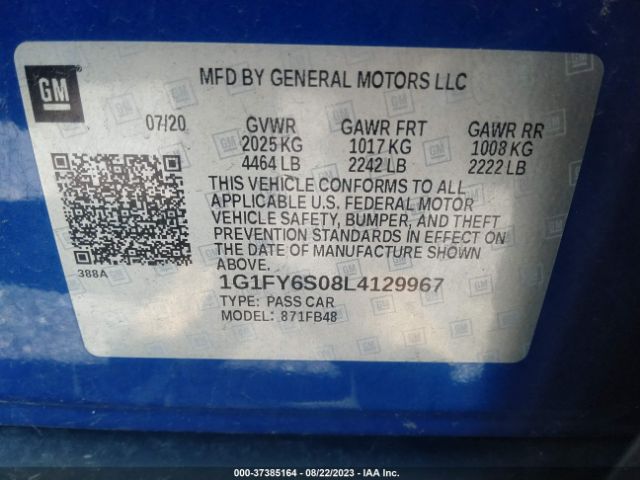 GM
MFD BY GENERAL MOTORS LLC
07/20 GVWR GAWR FRT GAWR RR
2025 KG 1017 KG 1008 KG
4464 LB 2242 LB 2222 LB
THIS VEHICLE CONFORMS TO ALL
APPLICABLE U.S. FEDERAL MOTOR
VEHICLE SAFETY, BUMPER, AND THEFT
PREVENTION STANDARDS IN EFFECT ON
THE DATE OF MANUFACTURE SHOWN
ABOVE.
388A
1G1FY6S08L4129967
TYPE: PASS CAR
MODEL: 871FB48
000-37385164 - 08/22/2023 - IAA Inc.